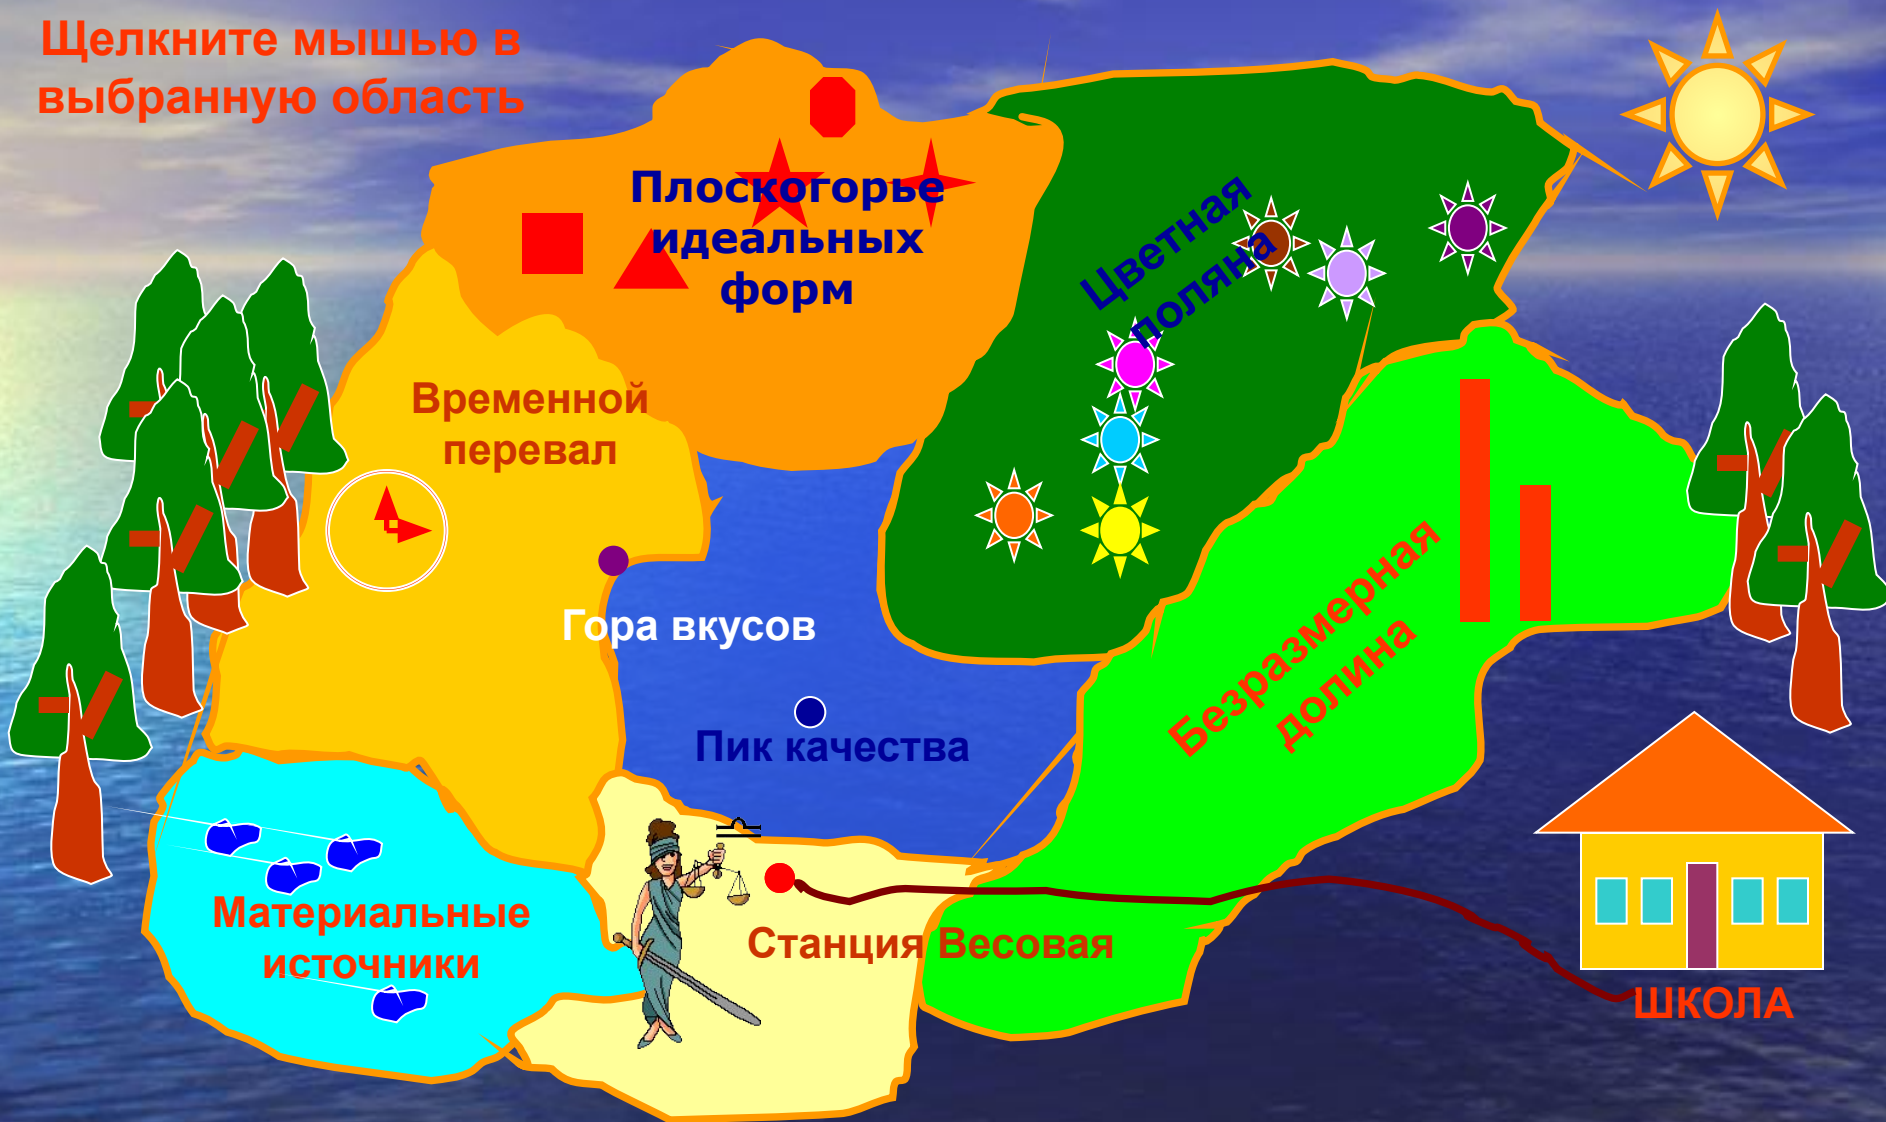 Щелкните мышью в
выбранную область
Плоскогорье
идеальных
форм
Цветная
поляна
Временной
перевал
Гора вкусов
Пик качества
Безразмерная
долина
Материальные
источники
Станция Весовая
ШКОЛА